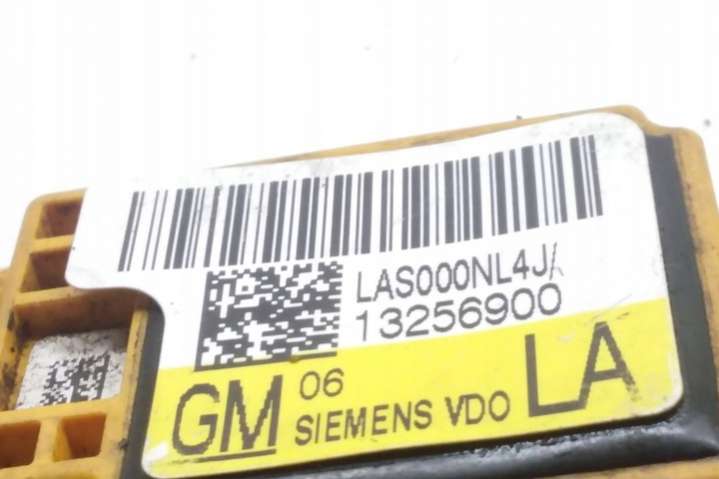 LAS000NL4J
13256900
GM 06 LA
SIEMENS VDO